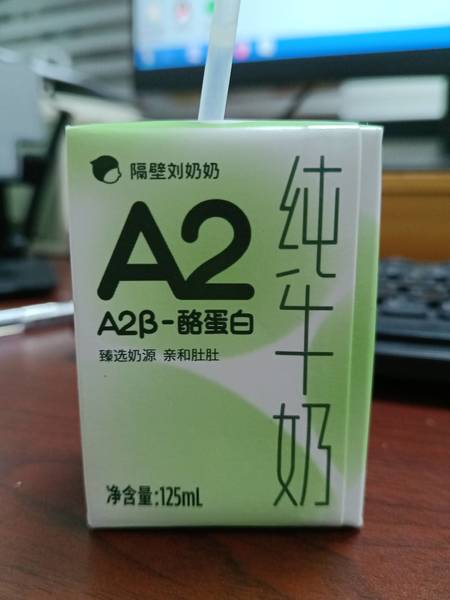 隔壁刘奶奶
A2
A2β-酪蛋白
臻选奶源 亲和肚肚
纯牛奶
净含量:125mL